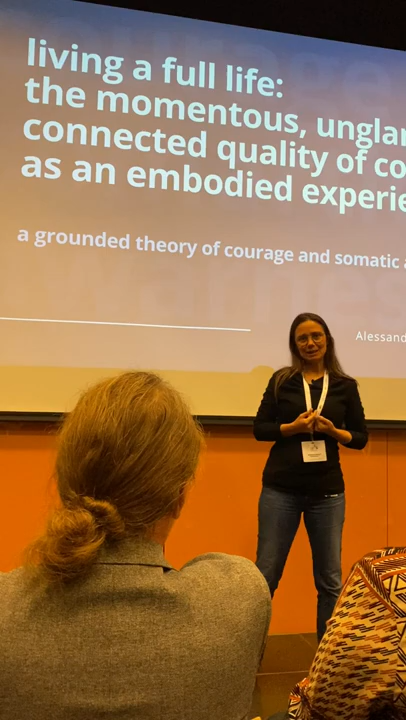 living a full life:
the momentous, unglar
connected quality of co
as an embodied experie
a grounded theory of courage and somatic a
Alessand